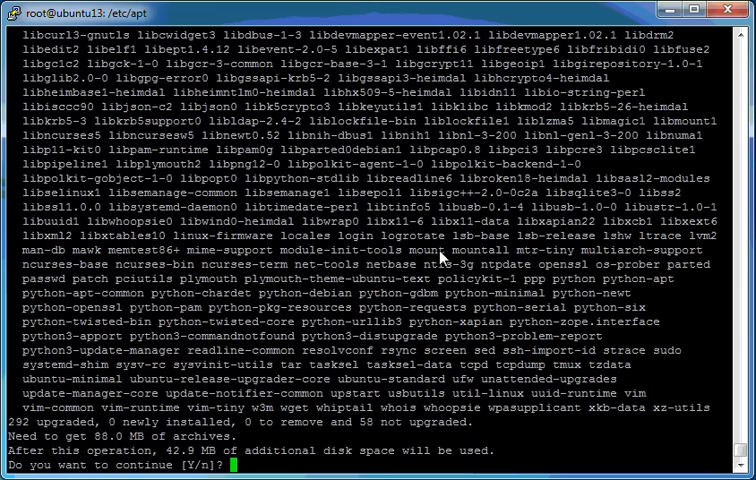 root@ubuntu13: /etc/apt
libcurl3-gnutls libcwidget3 libdbus-1-3 libdevmapper-event1.02.1 libdevmapper1.02.1 libdrm2
libedit2 libelf1 libept1.4.12 libevent-2.0-5 libexpat1 libffi6 libfreetype6 libfribidi0 libfuse2
libgc1c2 libgck-1-0 libgcr-3-common libgcr-base-3-1 libgcrypt11 libgeoip1 libgirepository-1.0-1
libglib2.0-0 libgpg-error0 libgssapi-krb5-2 libgssapi3-heimdal libhcrypto4-heimdal
libheimbase1-heimdal libheimntlm0-heimdal libhx509-5-heimdal libidn11 libio-string-perl
libisccc90 libjson-c2 libjson0 libk5crypto3 libkeyutils1 libklibc libkmod2 libkrb5-26-heimdal
libkrb5-3 libkrb5support0 libldap-2.4-2 liblockfile-bin liblockfile1 liblzma5 libmagic1 libmount1
libncurses5 libncursesw5 libnewt0.52 libnih-dbus1 libnih1 libnl-3-200 libnl-genl-3-200 libnuma1
libp11-kit0 libpam-runtime libpam0g libparted0debian1 libpcap0.8 libpci3 libpcre3 libpcsclite1
libpipeline1 libplymouth2 libpng12-0 libpolkit-agent-1-0 libpolkit-backend-1-0
libpolkit-gobject-1-0 libpopt0 libpython-stdlib libreadline6 libroken18-heimdal libsasl2-modules
libselinux1 libsemanage-common libsemanage1 libsepol1 libsigc++-2.0-0c2a libsqlite3-0 libss2
libssl1.0.0 libsystemd-daemon0 libtimedate-perl libtinfo5 libusb-0.1-4 libusb-1.0-0 libustr-1.0-1
libuuid1 libwhoopsie0 libwind0-heimdal libwrap0 libx11-6 libx11-data libxapian22 libxcb1 libxext6
libxml2 libxtables10 linux-firmware locales login logrotate lsb-base lsb-release lshw ltrace lvm2
man-db mawk memtest86+ mime-support module-init-tools mount mountall mtr-tiny multiarch-support
ncurses-base ncurses-bin ncurses-term net-tools netbase ntfs-3g ntpdate openssl os-prober parted
passwd patch pciutils plymouth plymouth-theme-ubuntu-text policykit-1 ppp python python-apt
python-apt-common python-chardet python-debian python-gdbm python-minimal python-newt
python-openssl python-pam python-pkg-resources python-requests python-serial python-six
python-twisted-bin python-twisted-core python-urllib3 python-xapian python-zope.interface
python3-apport python3-commandnotfound python3-distupgrade python3-problem-report
python3-update-manager readline-common resolvconf rsync screen sed ssh-import-id strace sudo
systemd-shim sysv-rc sysvinit-utils tar tasksel tasksel-data tcpd tcpdump tmux tzdata
ubuntu-minimal ubuntu-release-upgrader-core ubuntu-standard ufw unattended-upgrades
update-manager-core update-notifier-common upstart usbutils util-linux uuid-runtime vim
vim-common vim-runtime vim-tiny w3m wget whiptail whois whoopsie wpasupplicant xkb-data xz-utils
292 upgraded, 0 newly installed, 0 to remove and 58 not upgraded.
Need to get 88.0 MB of archives.
After this operation, 42.9 MB of additional disk space will be used.
Do you want to continue [Y/n]?